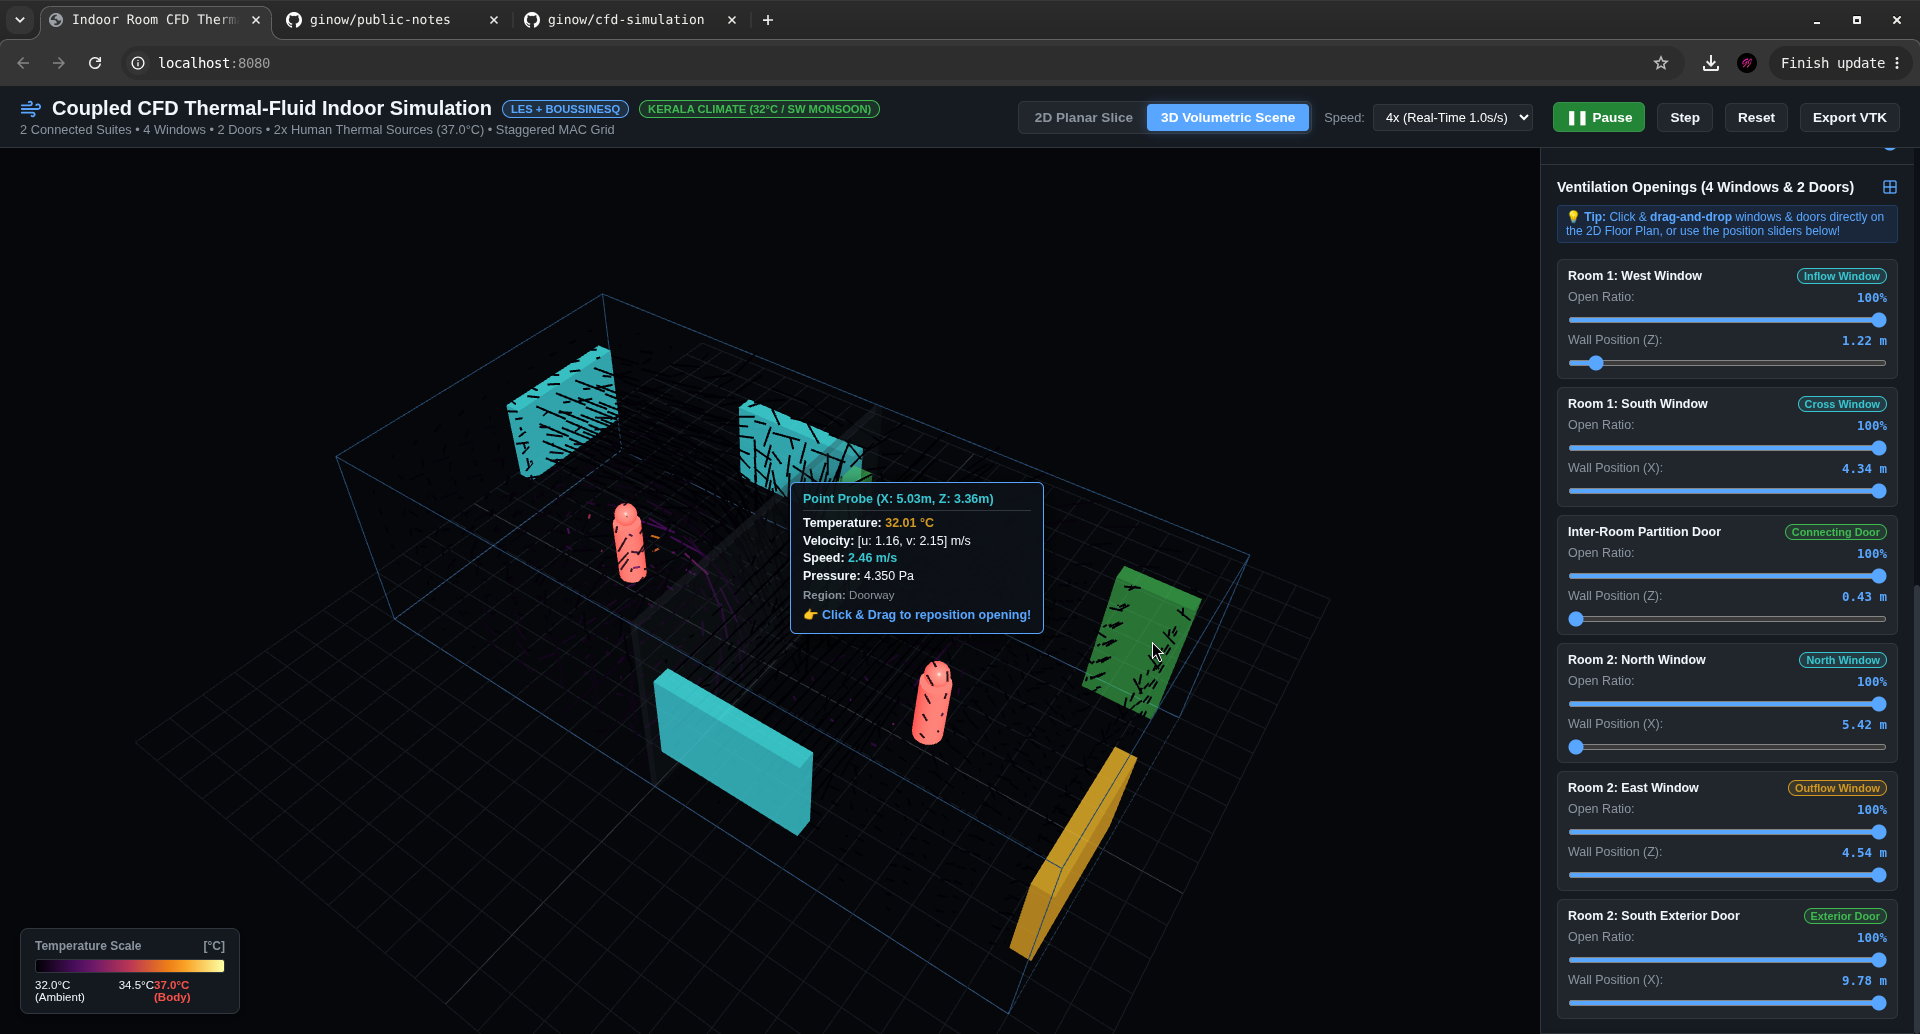 Indoor Room CFD Therm
ginow/public-notes
ginow/cfd-simulation
localhost:8080
Finish update
Coupled CFD Thermal-Fluid Indoor Simulation
LES + BOUSSINESQ
KERALA CLIMATE (32°C / SW MONSOON)
2 Connected Suites • 4 Windows • 2 Doors • 2x Human Thermal Sources (37.0°C) • Staggered MAC Grid
2D Planar Slice
3D Volumetric Scene
Speed:
4x (Real-Time 1.0s/s)
Pause
Step
Reset
Export VTK
Point Probe (X: 5.03m, Z: 3.36m)
Temperature: 32.01 °C
Velocity: [u: 1.16, v: 2.15] m/s
Speed: 2.46 m/s
Pressure: 4.350 Pa
Region: Doorway
👉 Click & Drag to reposition opening!
Temperature Scale [°C]
32.0°C 34.5°C 37.0°C
(Ambient) (Body)
Ventilation Openings (4 Windows & 2 Doors)
💡 Tip: Click & drag-and-drop windows & doors directly on
the 2D Floor Plan, or use the position sliders below!
Room 1: West Window Inflow Window
Open Ratio: 100%
Wall Position (Z): 1.22 m
Room 1: South Window Cross Window
Open Ratio: 100%
Wall Position (X): 4.34 m
Inter-Room Partition Door Connecting Door
Open Ratio: 100%
Wall Position (Z): 0.43 m
Room 2: North Window North Window
Open Ratio: 100%
Wall Position (X): 5.42 m
Room 2: East Window Outflow Window
Open Ratio: 100%
Wall Position (Z): 4.54 m
Room 2: South Exterior Door Exterior Door
Open Ratio: 100%
Wall Position (X): 9.78 m